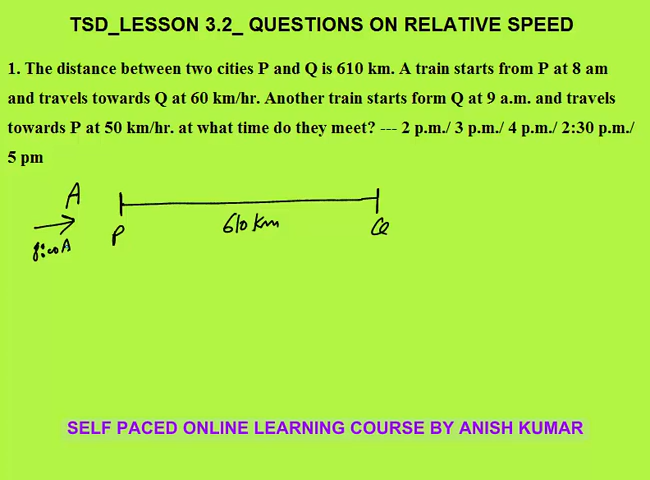 TSD_LESSON 3.2_ QUESTIONS ON RELATIVE SPEED
1. The distance between two cities P and Q is 610 km. A train starts from P at 8 am
and travels towards Q at 60 km/hr. Another train starts form Q at 9 a.m. and travels
towards P at 50 km/hr. at what time do they meet? --- 2 p.m./ 3 p.m./ 4 p.m./ 2:30 p.m./
5 pm
A
P 610 Km Q
8:00 A
SELF PACED ONLINE LEARNING COURSE BY ANISH KUMAR